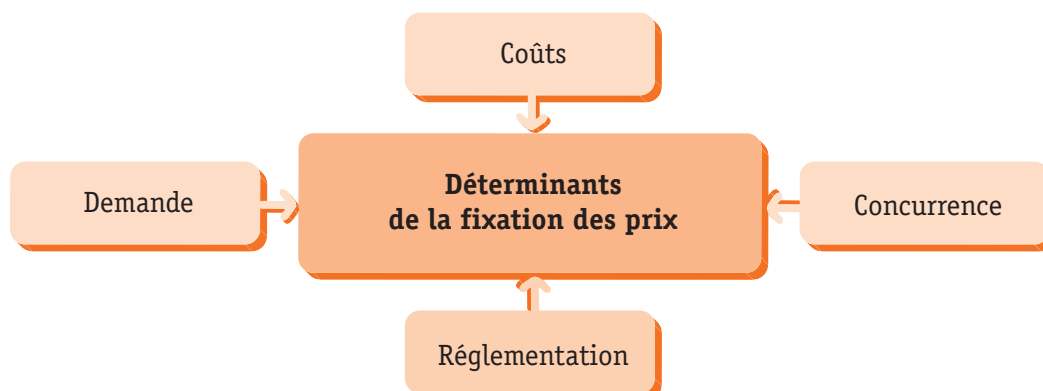 Coûts
Demande
Déterminants
de la fixation des prix
Concurrence
Réglementation